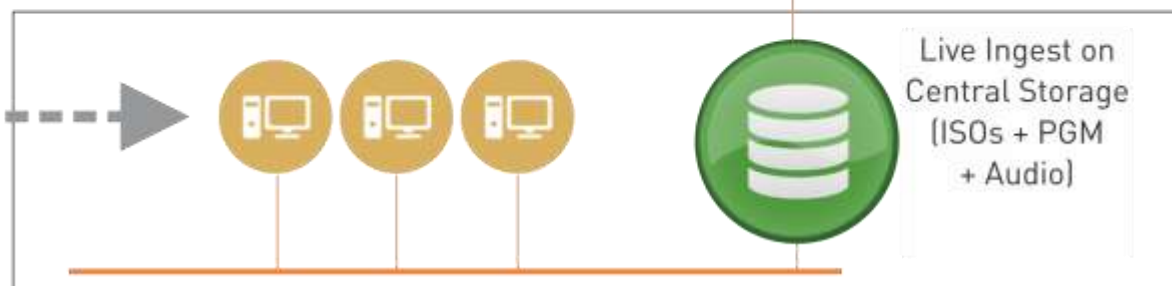 Live Ingest on
Central Storage
(ISOs + PGM
+ Audio)